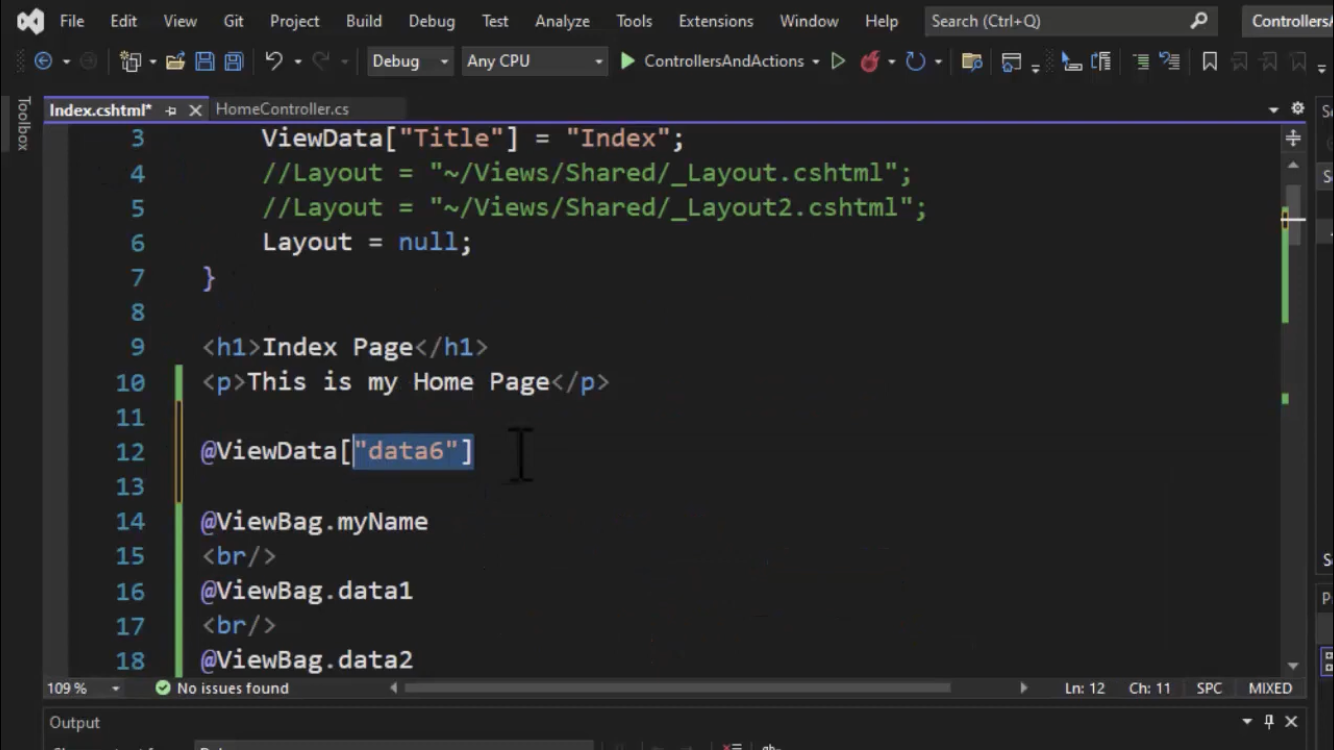 File Edit View Git Project Build Debug Test Analyze Tools Extensions Window Help Search (Ctrl+Q) ControllersA
Debug Any CPU ControllersAndActions
Toolbox
Index.cshtml* HomeController.cs
3 ViewData["Title"] = "Index";
4 //Layout = "~/Views/Shared/_Layout.cshtml";
5 //Layout = "~/Views/Shared/_Layout2.cshtml";
6 Layout = null;
7 }
8
9 <h1>Index Page</h1>
10 <p>This is my Home Page</p>
11
12 @ViewData["data6"]
13
14 @ViewBag.myName
15 <br/>
16 @ViewBag.data1
17 <br/>
18 @ViewBag.data2
109 % No issues found Ln: 12 Ch: 11 SPC MIXED
Output